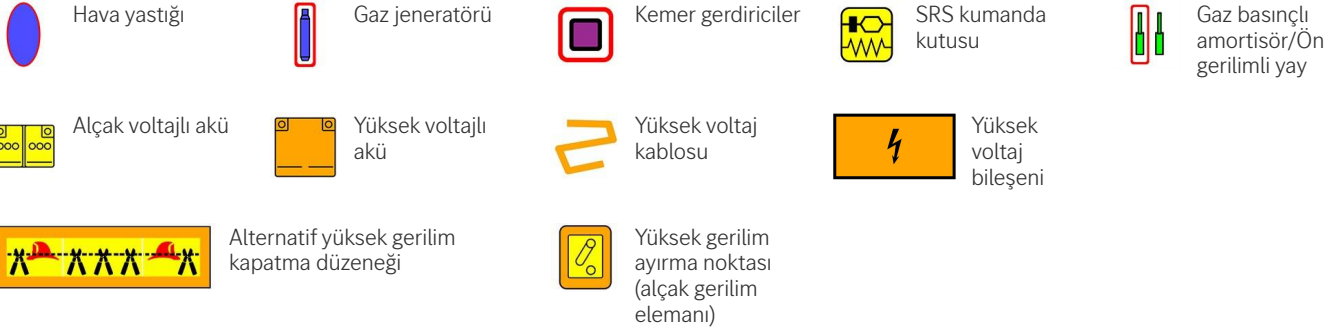 Hava yastığı
Gaz jeneratörü
Kemer gerdiriciler
SRS kumanda
kutusu
Gaz basınçlı
amortisör/Ön
gerilimli yay
Alçak voltajlı akü
Yüksek voltajlı
akü
Yüksek voltaj
kablosu
Yüksek
voltaj
bileşeni
Alternatif yüksek gerilim
kapatma düzeneği
Yüksek gerilim
ayırma noktası
(alçak gerilim
elemanı)